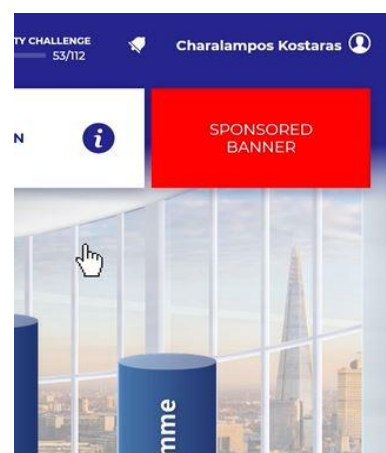 TY CHALLENGE
53/112
Charalampos Kostaras
N
i
SPONSORED
BANNER
mme